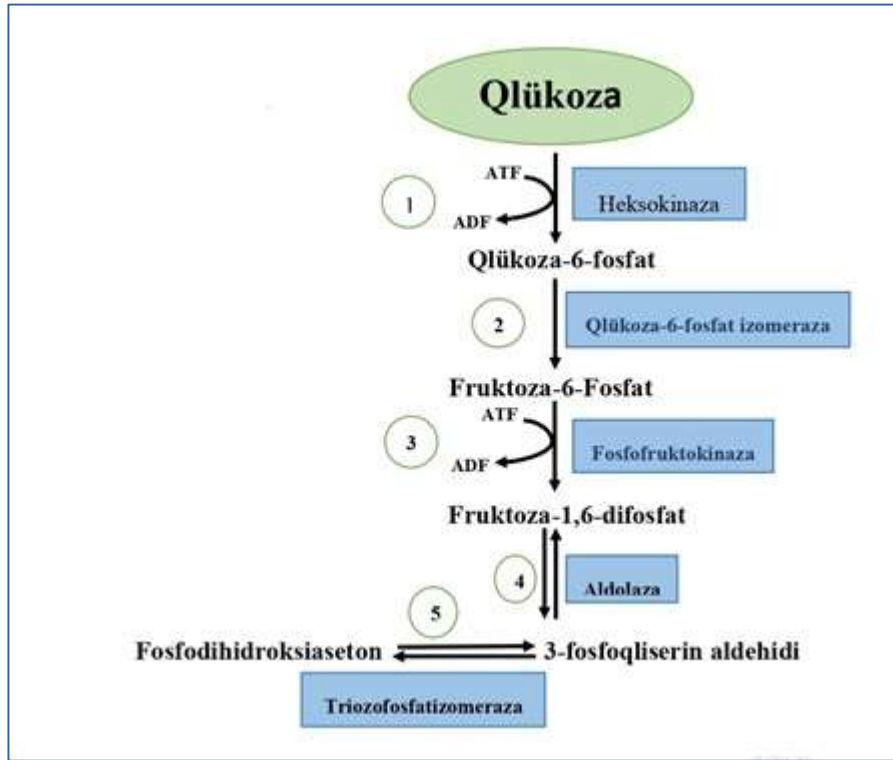 Qlükoza
ATF
1
Heksokinaza
ADF
Qlükoza-6-fosfat
2
Qlükoza-6-fosfat izomeraza
Fruktoza-6-Fosfat
ATF
3
Fosfofruktokinaza
ADF
Fruktoza-1,6-difosfat
4
Aldolaza
5
Fosfodihidroksiaseton
3-fosfoqliserin aldehidi
Triozofosfatizomeraza